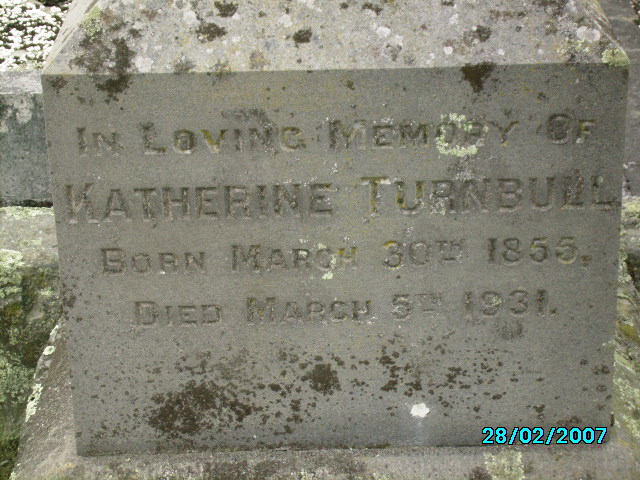 In Loving Memory Of
Katherine Turnbull
Born March 30th 1855,
Died March 5th 1931.
28/02/2007